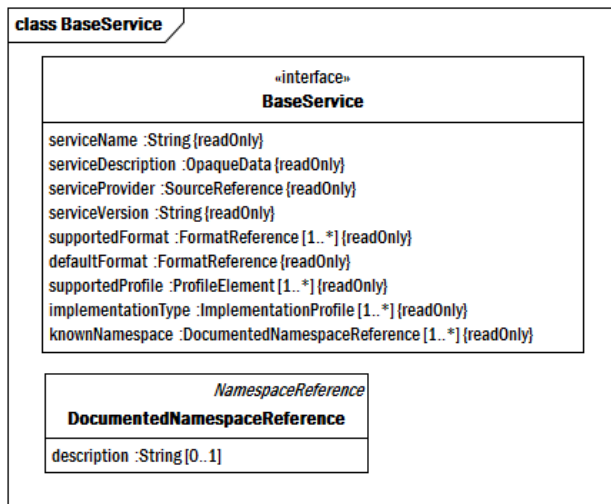 class BaseService
«interface»
BaseService
serviceName :String {readOnly}
serviceDescription :OpaqueData {readOnly}
serviceProvider :SourceReference {readOnly}
serviceVersion :String {readOnly}
supportedFormat :FormatReference [1..*] {readOnly}
defaultFormat :FormatReference {readOnly}
supportedProfile :ProfileElement [1..*] {readOnly}
implementationType :ImplementationProfile [1..*] {readOnly}
knownNamespace :DocumentedNamespaceReference [1..*] {readOnly}
NamespaceReference
DocumentedNamespaceReference
description :String [0..1]